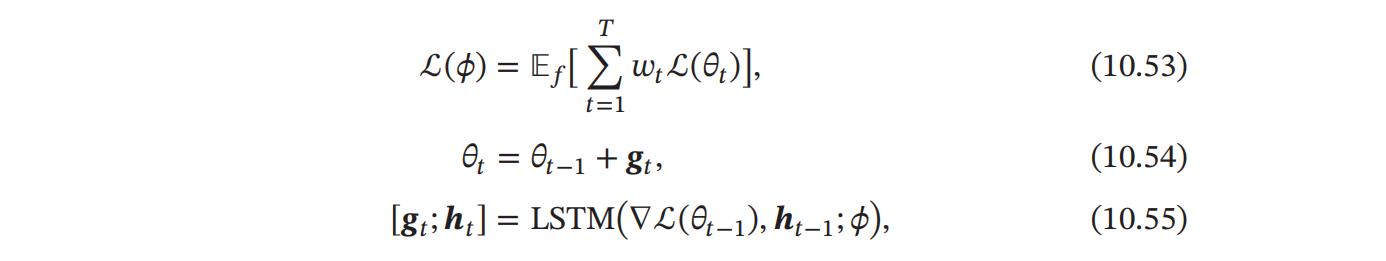 ℒ(ϕ) = 𝔼_f[∑_{t=1}^{T} w_t ℒ(θ_t)], (10.53)
θ_t = θ_{t−1} + 𝒈_t, (10.54)
[𝒈_t; 𝒉_t] = LSTM(∇ℒ(θ_{t−1}), 𝒉_{t−1}; ϕ), (10.55)